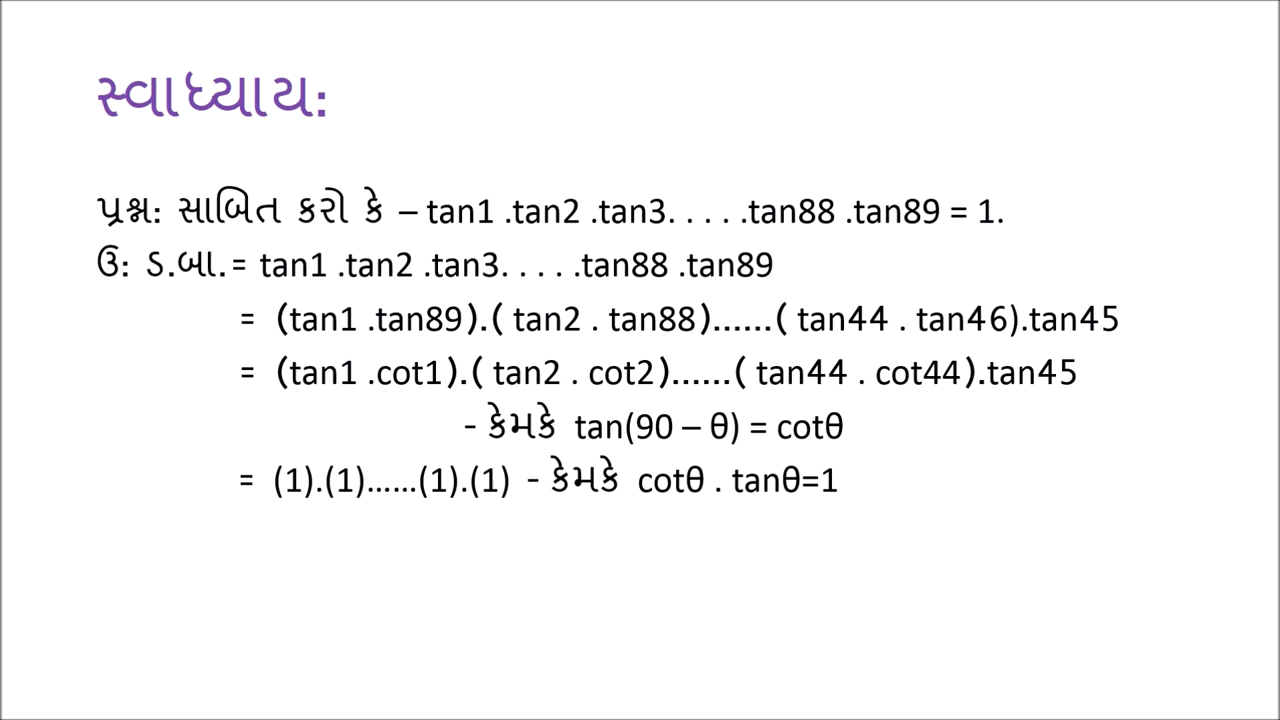 સ્વાધ્યાય:
પ્રશ્ન: સાબિત કરો કે – tan1 .tan2 .tan3. . . . .tan88 .tan89 = 1.
ઉ: ડ.બા.= tan1 .tan2 .tan3. . . . .tan88 .tan89
= (tan1 .tan89).( tan2 . tan88)......( tan44 . tan46).tan45
= (tan1 .cot1).( tan2 . cot2)......( tan44 . cot44).tan45
- કેમકે tan(90 – θ) = cotθ
= (1).(1)......(1).(1) - કેમકે cotθ . tanθ=1